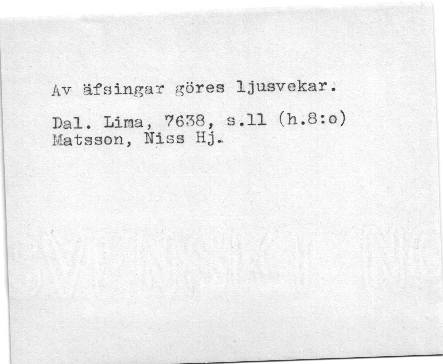 Av äfsingar göres ljusvekar.
Dal. Lima, 7638, s.11 (h.8:o)
Matsson, Niss Hj.